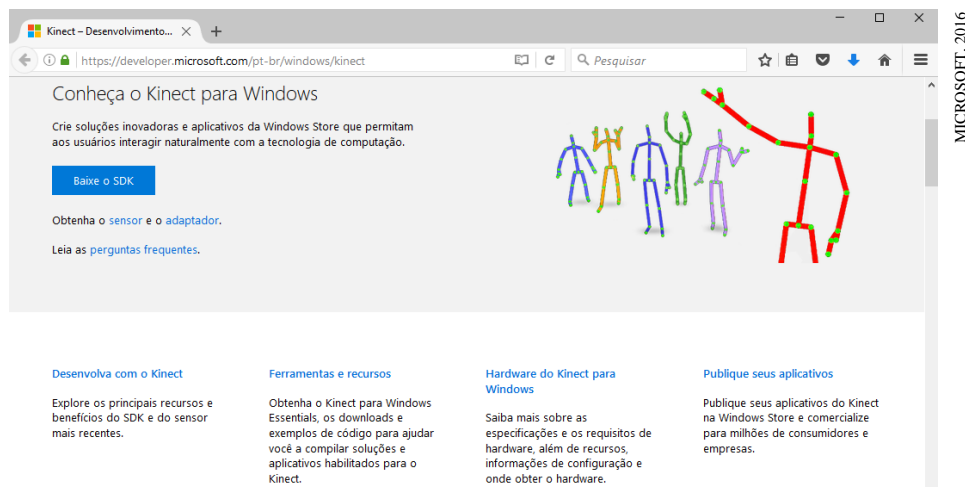 Kinect – Desenvolvimento...
https://developer.microsoft.com/pt-br/windows/kinect
Pesquisar
MICROSOFT, 2016
Conheça o Kinect para Windows
Crie soluções inovadoras e aplicativos da Windows Store que permitam
aos usuários interagir naturalmente com a tecnologia de computação.
Baixe o SDK
Obtenha o sensor e o adaptador.
Leia as perguntas frequentes.
Desenvolva com o Kinect
Explore os principais recursos e
benefícios do SDK e do sensor
mais recentes.
Ferramentas e recursos
Obtenha o Kinect para Windows
Essentials, os downloads e
exemplos de código para ajudar
você a compilar soluções e
aplicativos habilitados para o
Kinect.
Hardware do Kinect para
Windows
Saiba mais sobre as
especificações e os requisitos de
hardware, além de recursos,
informações de configuração e
onde obter o hardware.
Publique seus aplicativos
Publique seus aplicativos do Kinect
na Windows Store e comercialize
para milhões de consumidores e
empresas.